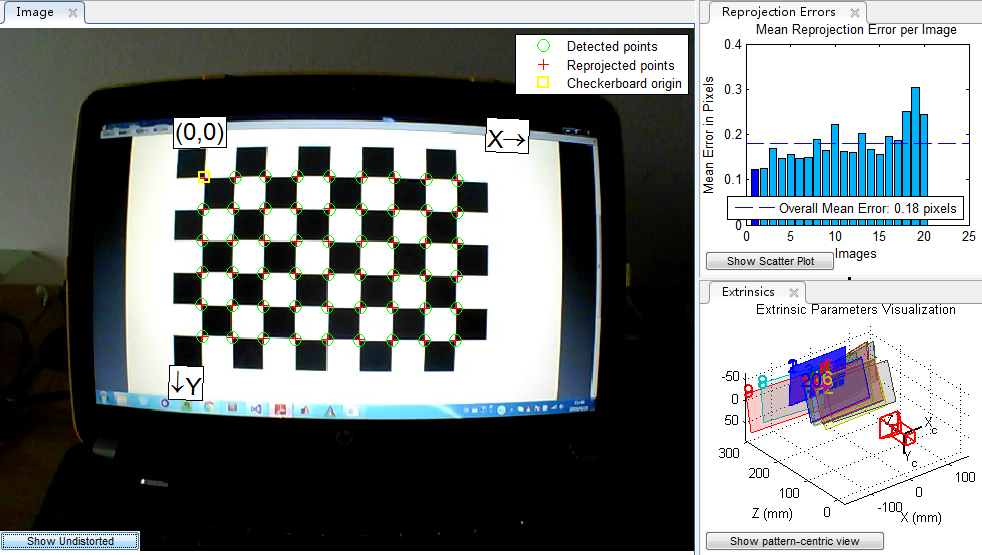 Image
Detected points
Reprojected points
Checkerboard origin
(0,0)
X→
↓Y
Show Undistorted
Reprojection Errors
Mean Reprojection Error per Image
Mean Error in Pixels
0.4
0.3
0.2
0.1
0
Overall Mean Error: 0.18 pixels
0 5 10 15 20 25
Images
Show Scatter Plot
Extrinsics
Extrinsic Parameters Visualization
-50
0
50
300
200
100
0
Z (mm)
-100
0
100
X (mm)
9
8
X
c
Y
c
Show pattern-centric view